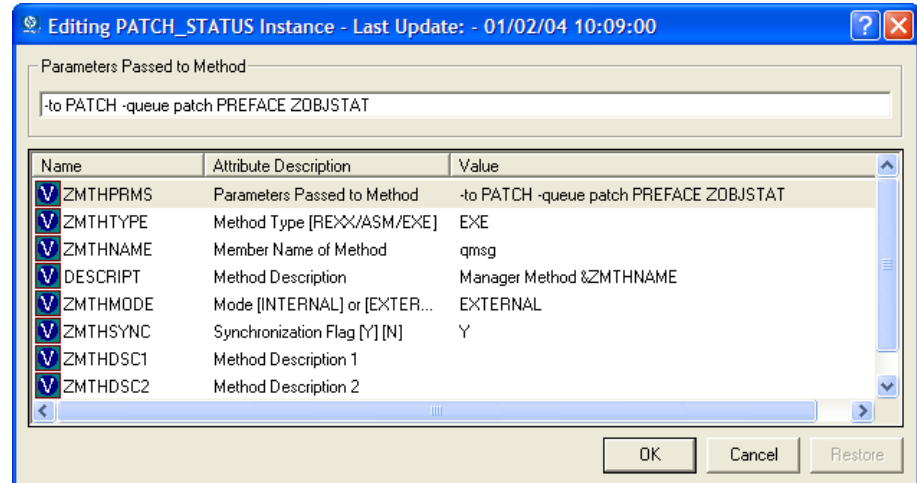 Editing PATCH_STATUS Instance - Last Update: - 01/02/04 10:09:00
Parameters Passed to Method
-to PATCH -queue patch PREFACE ZOBJSTAT
Name Attribute Description Value
V ZMTHPRMS Parameters Passed to Method -to PATCH -queue patch PREFACE ZOBJSTAT
V ZMTHTYPE Method Type [REXX/ASM/EXE] EXE
V ZMTHNAME Member Name of Method qmsg
V DESCRIPT Method Description Manager Method &ZMTHNAME
V ZMTHMODE Mode [INTERNAL] or [EXTER... EXTERNAL
V ZMTHSYNC Synchronization Flag [Y] [N] Y
V ZMTHDSC1 Method Description 1
V ZMTHDSC2 Method Description 2
OK Cancel Restore